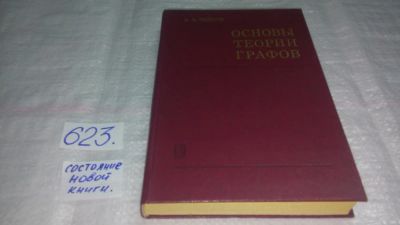 ОСНОВЫ
ТЕОРИИ
ГРАФОВ
623.
СОСТОЯНИЕ
НОВОЙ
КНИГИ.